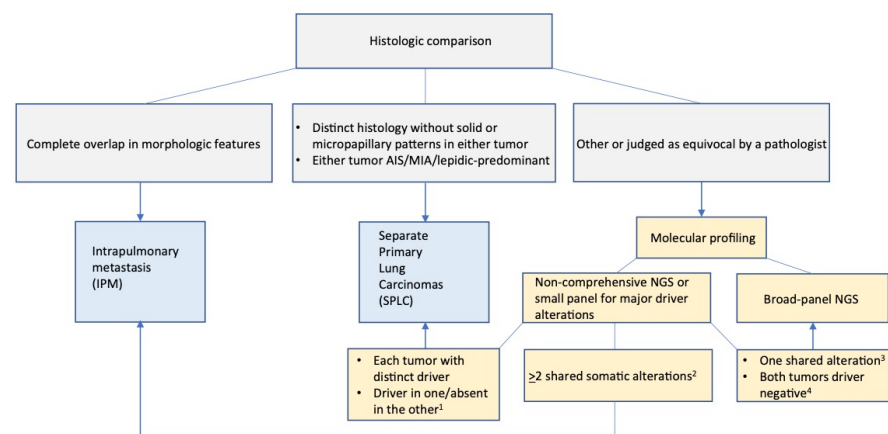 Histologic comparison
Complete overlap in morphologic features
• Distinct histology without solid or
micropapillary patterns in either tumor
• Either tumor AIS/MIA/lepidic-predominant
Other or judged as equivocal by a pathologist
Intrapulmonary
metastasis
(IPM)
Separate
Primary
Lung
Carcinomas
(SPLC)
Molecular profiling
Non-comprehensive NGS or
small panel for major driver
alterations
Broad-panel NGS
• Each tumor with
distinct driver
• Driver in one/absent
in the other¹
≥2 shared somatic alterations²
• One shared alteration³
• Both tumors driver
negative⁴